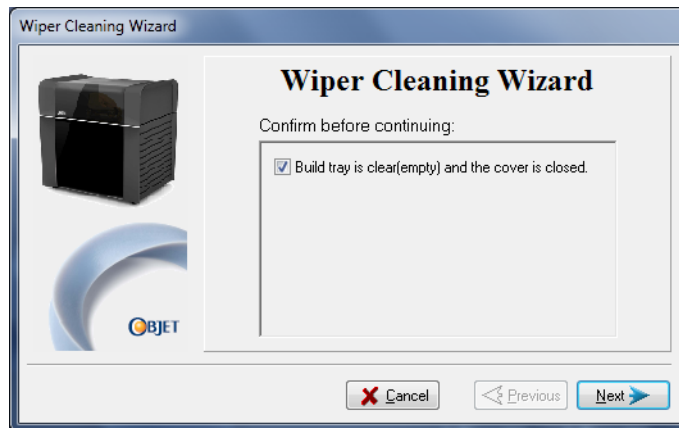 Wiper Cleaning Wizard
Wiper Cleaning Wizard
Confirm before continuing:
Build tray is clear(empty) and the cover is closed.
OBJET
Cancel
Previous
Next